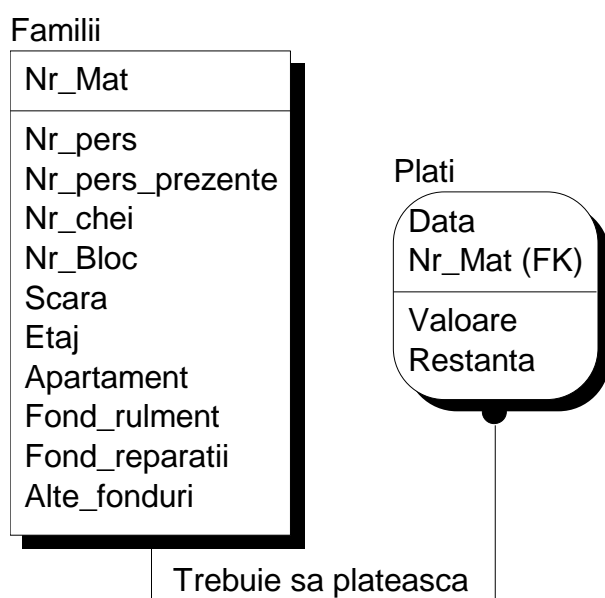 Familii
Nr_Mat
Nr_pers
Nr_pers_prezente
Nr_chei
Nr_Bloc
Scara
Etaj
Apartament
Fond_rulment
Fond_reparatii
Alte_fonduri
Plati
Data
Nr_Mat (FK)
Valoare
Restanta
Trebuie sa plateasca